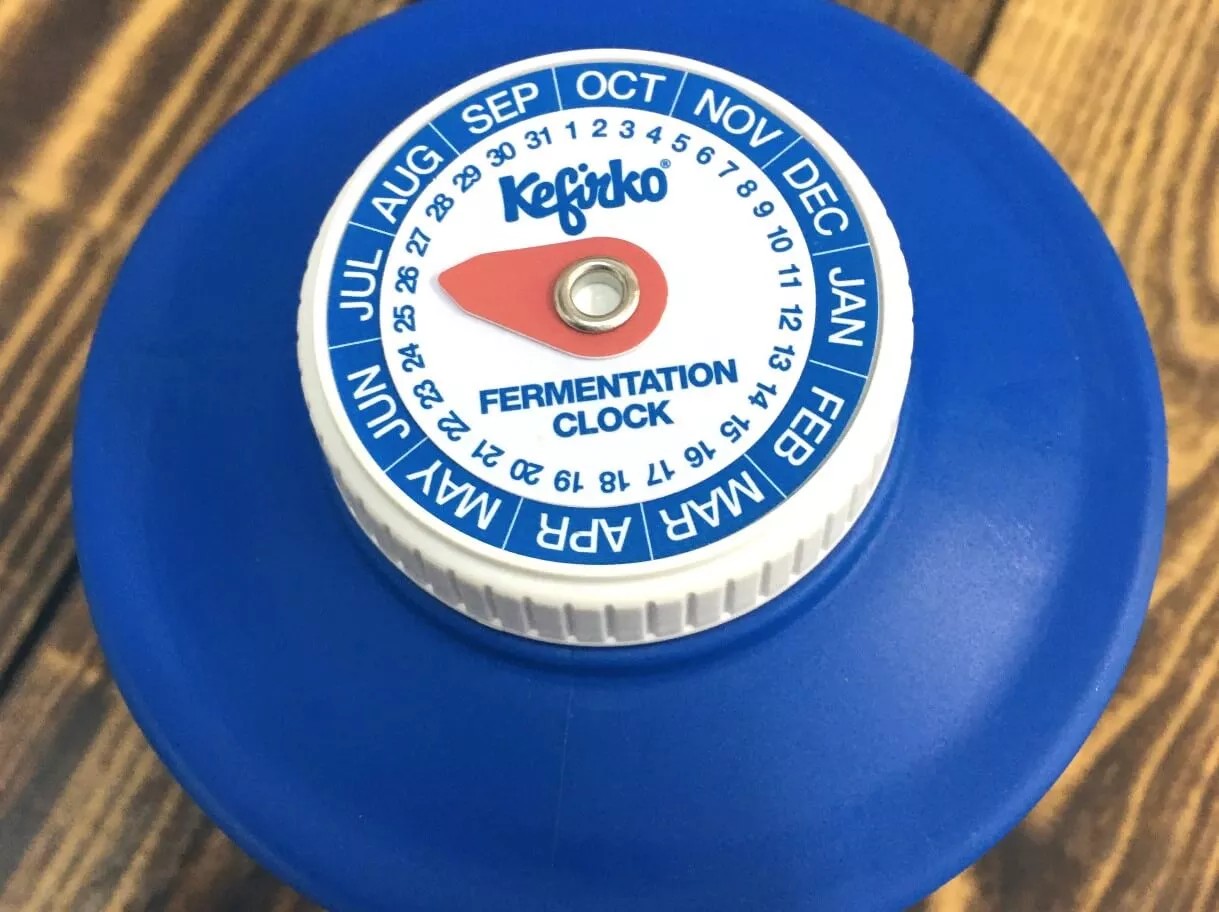 OCT NOV DEC JAN FEB MAR APR MAY JUN JUL AUG SEP
1 2 3 4 5 6 7 8 9 10 11 12 13 14 15 16 17 18 19 20 21 22 23 24 25 26 27 28 29 30 31
Kefirko®
FERMENTATION
CLOCK